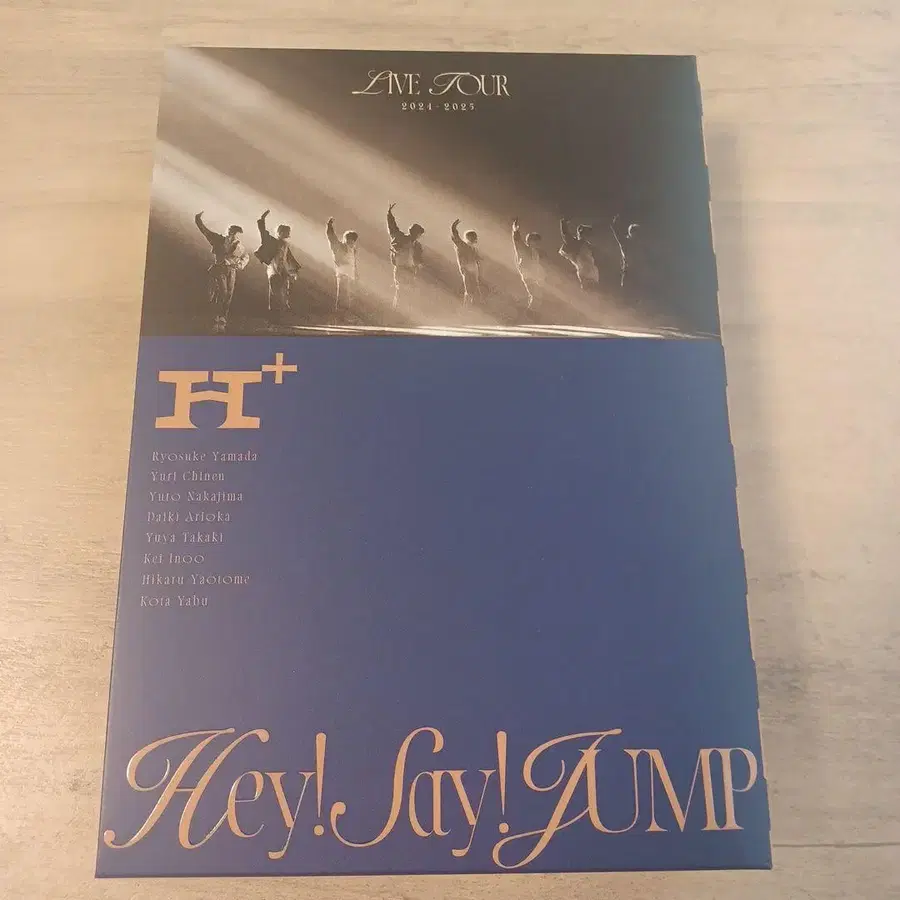 LIVE TOUR
2024-2025
H+
Ryosuke Yamada
Yuri Chinen
Yuto Nakajima
Daiki Arioka
Yuya Takaki
Kei Inoo
Hikaru Yaotome
Kota Yabu
Hey! Say! JUMP